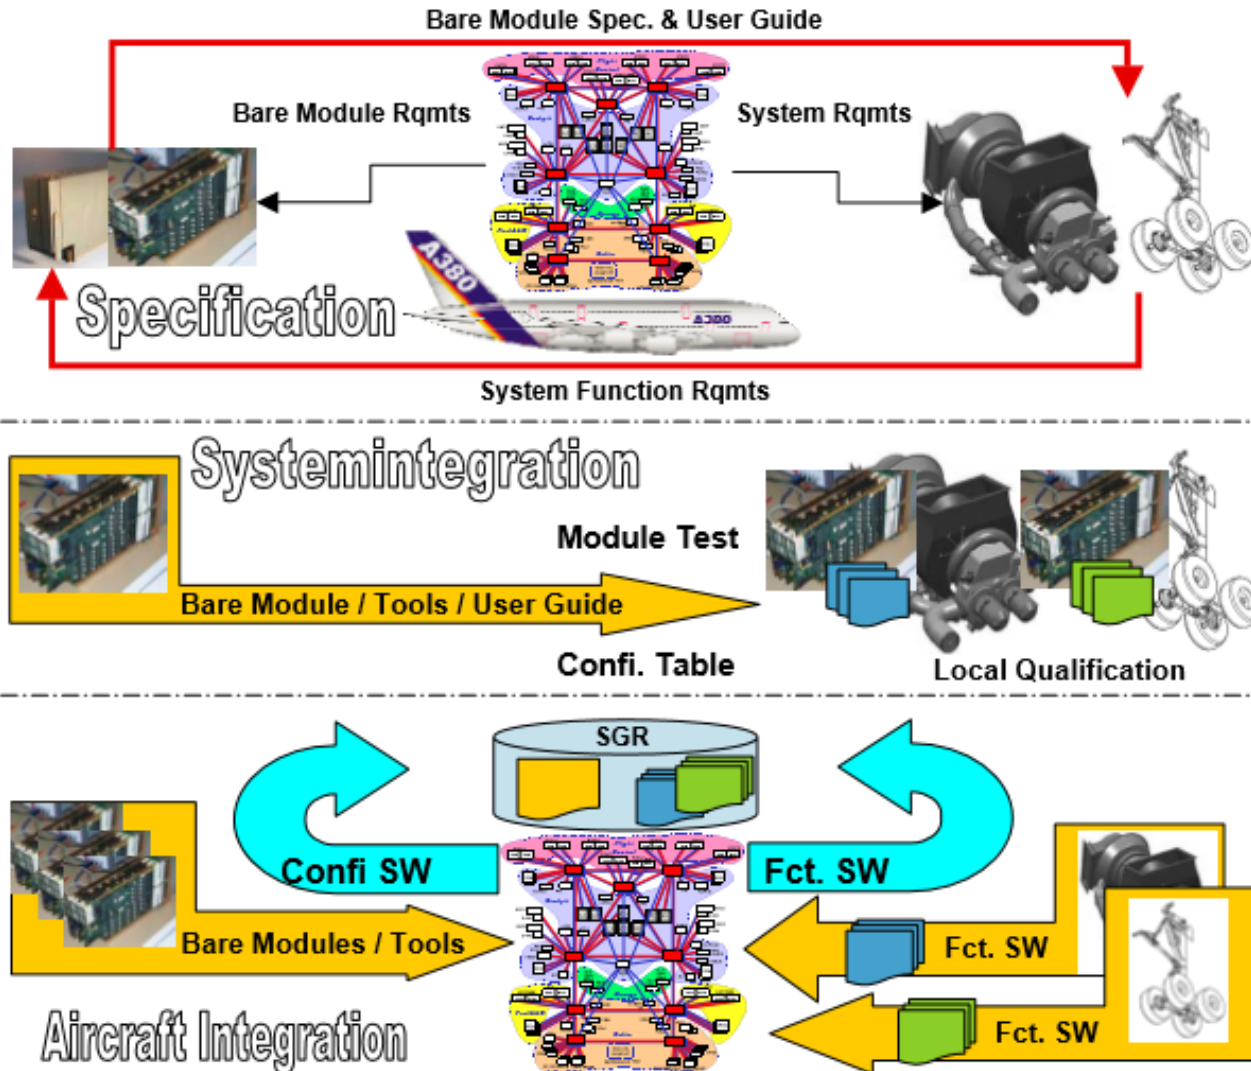 Bare Module Spec. & User Guide
Bare Module Rqmts
System Rqmts
A380
A380
Specification
System Function Rqmts
Systemintegration
Module Test
Bare Module / Tools / User Guide
Confi. Table
Local Qualification
SGR
Confi SW
Fct. SW
Bare Modules / Tools
Fct. SW
Fct. SW
Aircraft Integration